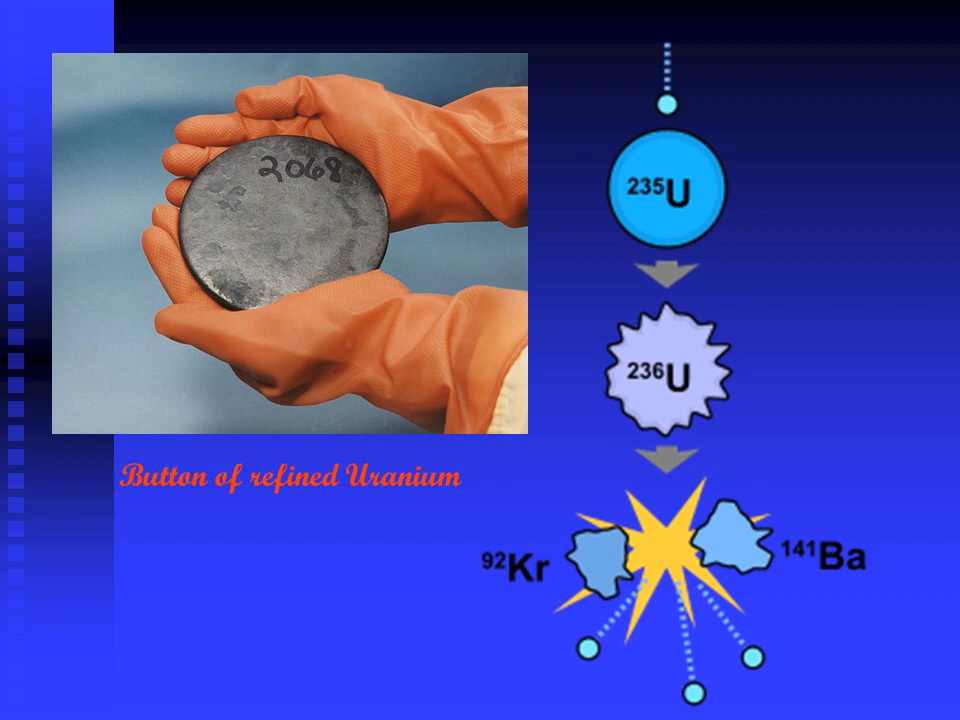 2068
Button of refined Uranium
²³⁵U
²³⁶U
⁹²Kr
¹⁴¹Ba